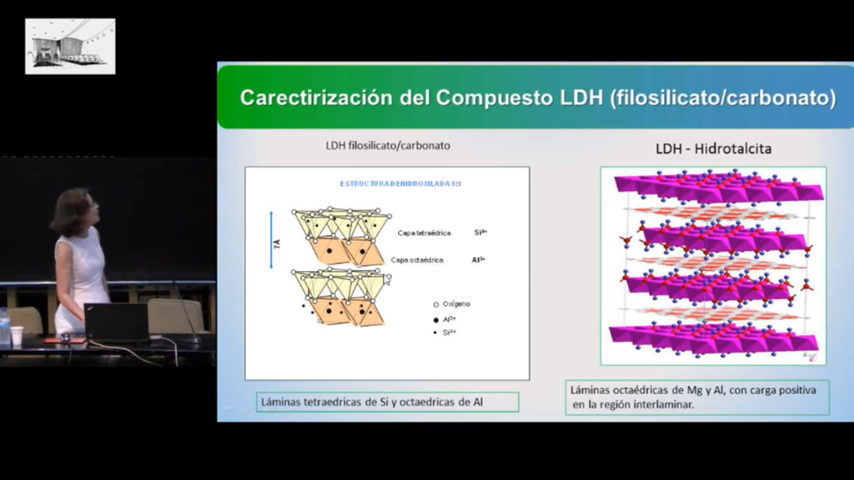 Carectirización del Compuesto LDH (filosilicato/carbonato)
LDH filosilicato/carbonato
LDH - Hidrotalcita
ESTRUCTURA DEHIDROXILADA 1:1
7Å
Capa tetraédrica Si⁴⁺
Capa octaédrica Al³⁺
Oxígeno
Al³⁺
Si⁴⁺
Láminas tetraedricas de Si y octaedricas de Al
Láminas octaédricas de Mg y Al, con carga positiva
en la región interlaminar.